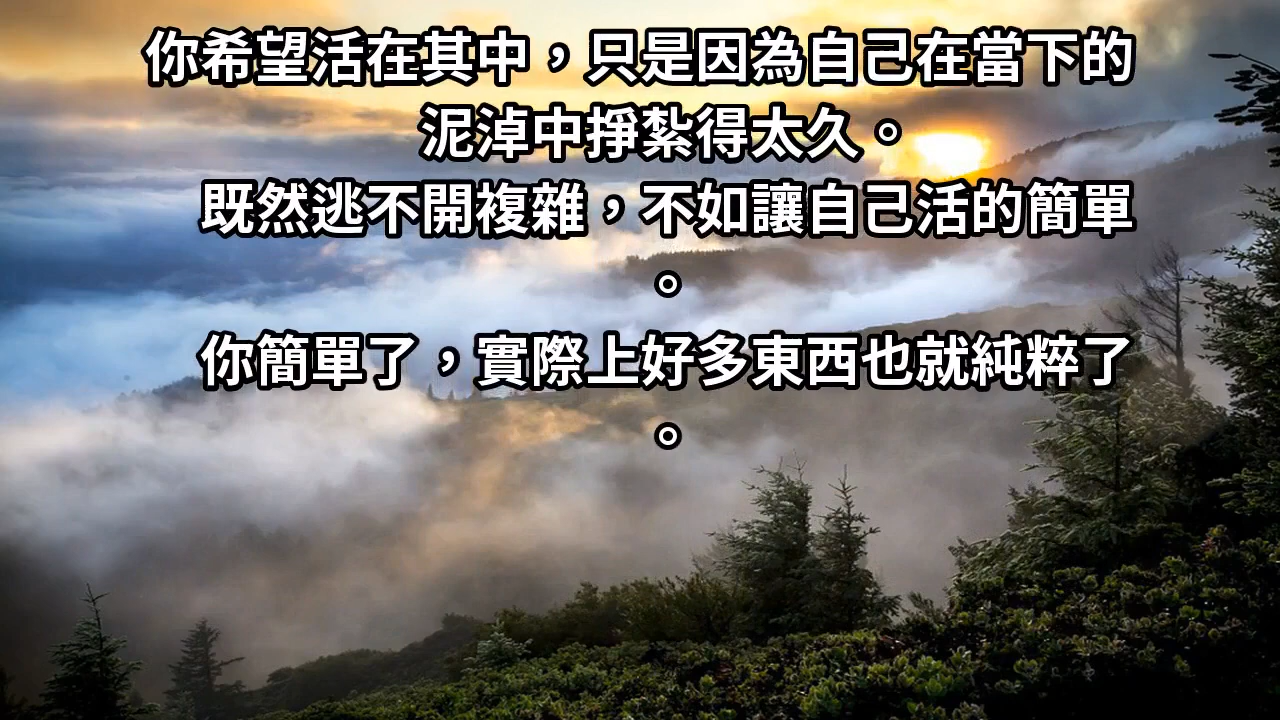 你希望活在其中，只是因為自己在當下的
泥淖中掙紮得太久。
既然逃不開複雜，不如讓自己活的簡單
。
你簡單了，實際上好多東西也就純粹了
。